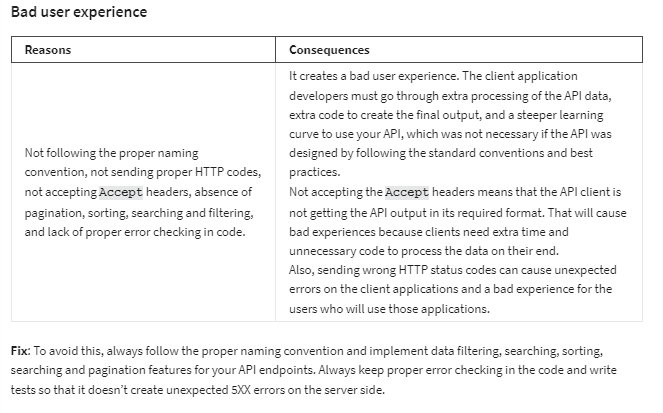 Bad user experience
Reasons
Consequences
Not following the proper naming
convention, not sending proper HTTP codes,
not accepting Accept headers, absence of
pagination, sorting, searching and filtering,
and lack of proper error checking in code.
It creates a bad user experience. The client application
developers must go through extra processing of the API data,
extra code to create the final output, and a steeper learning
curve to use your API, which was not necessary if the API was
designed by following the standard conventions and best
practices.
Not accepting the Accept headers means that the API client is
not getting the API output in its required format. That will cause
bad experiences because clients need extra time and
unnecessary code to process the data on their end.
Also, sending wrong HTTP status codes can cause unexpected
errors on the client applications and a bad experience for the
users who will use those applications.
Fix: To avoid this, always follow the proper naming convention and implement data filtering, searching, sorting,
searching and pagination features for your API endpoints. Always keep proper error checking in the code and write
tests so that it doesn't create unexpected 5XX errors on the server side.